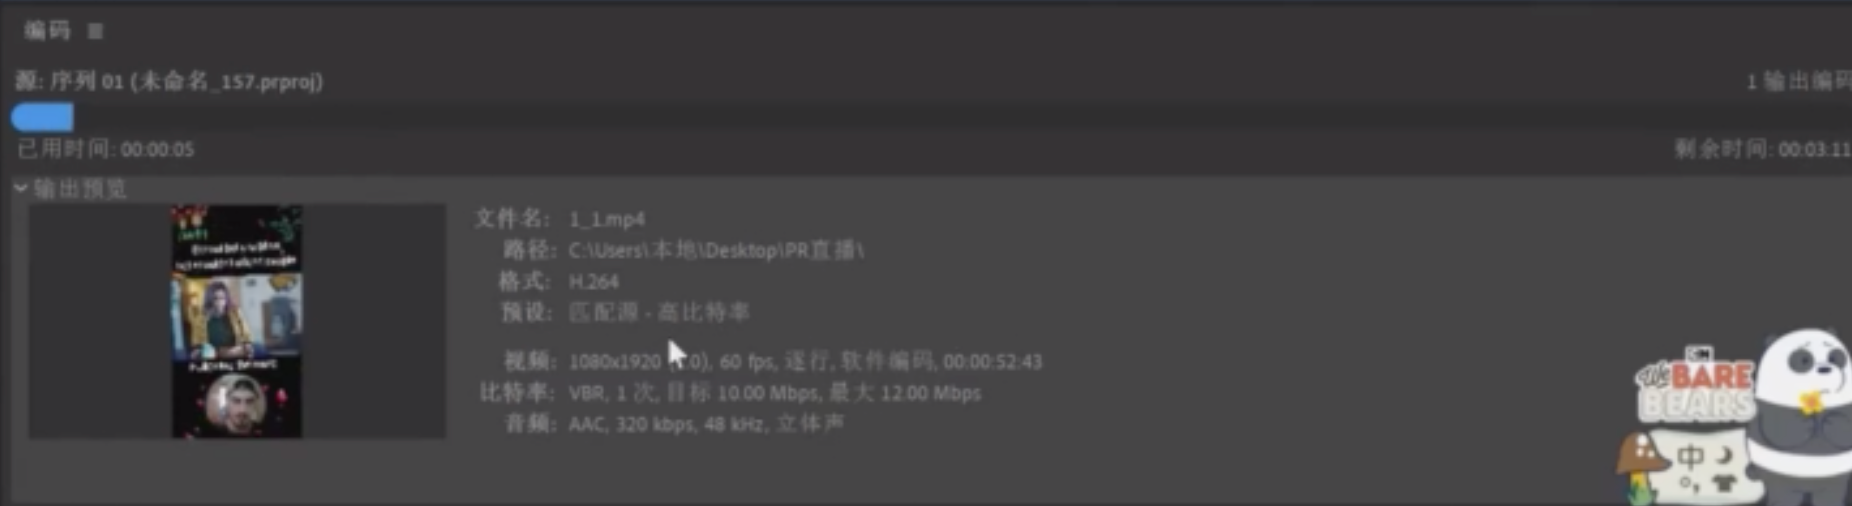 编码
源: 序列 01 (未命名_157.prproj)
1 输出编码
已用时间: 00:00:05
剩余时间: 00:03:11
输出预览
文件名: 1_1.mp4
路径: C:\Users\本地\Desktop\PR直播\
格式: H.264
预设: 匹配源 - 高比特率
视频: 1080x1920 .0), 60 fps, 逐行, 软件编码, 00:00:52:43
比特率: VBR, 1 次, 目标 10.00 Mbps, 最大 12.00 Mbps
音频: AAC, 320 kbps, 48 kHz, 立体声
CN
We BARE
BEARS
中